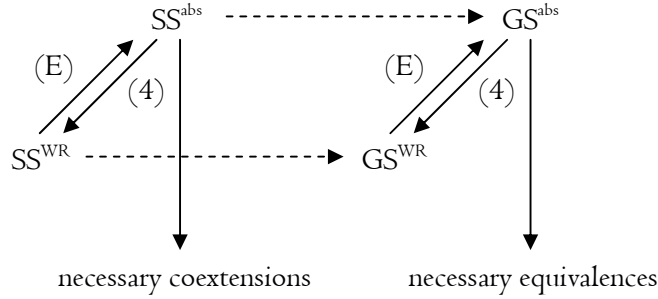 SS^abs GS^abs
(E) (4) (E) (4)
SS^WR GS^WR
necessary coextensions necessary equivalences